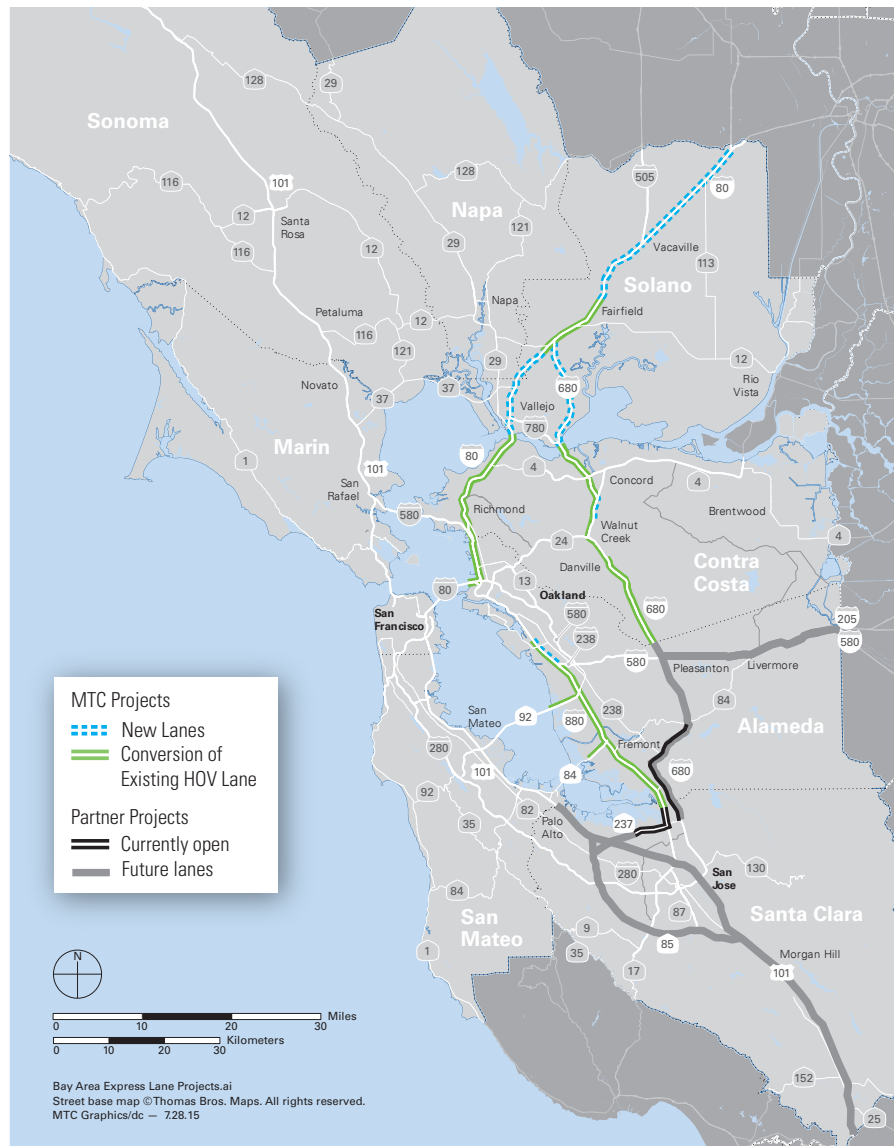 128
29
Sonoma
116
101
128
505
80
Napa
12
Santa
Rosa
121
116
12
29
Vacaville
113
Solano
Napa
Petaluma
12
Fairfield
116
121
29
12
Novato
37
37
680
Rio
Vista
Vallejo
780
Marin
80
1
101
4
Concord
4
San
Rafael
Richmond
Brentwood
580
Walnut
Creek
4
24
Danville
Contra
Costa
13
80
Oakland
San
Francisco
580
680
205
238
580
580
Pleasanton
Livermore
84
San
Mateo
92
880
238
Alameda
280
Fremont
101
84
680
92
82
Palo
Alto
237
35
280
San
Jose
130
84
87
Santa Clara
San
Mateo
9
85
1
35
Morgan Hill
17
101
152
25
MTC Projects
New Lanes
Conversion of
Existing HOV Lane
Partner Projects
Currently open
Future lanes
N
Miles
0 10 20 30
Kilometers
0 10 20 30
Bay Area Express Lane Projects.ai
Street base map ©Thomas Bros. Maps. All rights reserved.
MTC Graphics/dc — 7.28.15